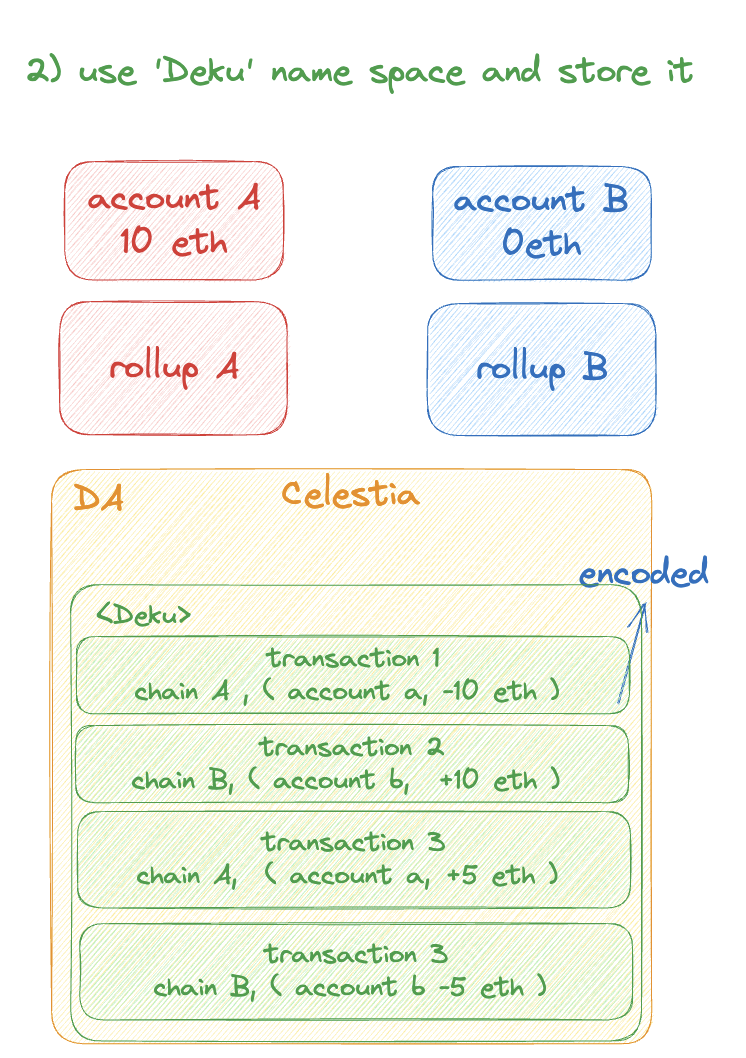 2) use 'Deku' name space and store it
account A
10 eth
account B
0eth
rollup A
rollup B
DA
Celestia
encoded
<Deku>
transaction 1
chain A , ( account a, -10 eth )
transaction 2
chain B, ( account b, +10 eth )
transaction 3
chain A, ( account a, +5 eth )
transaction 3
chain B, ( account b -5 eth )